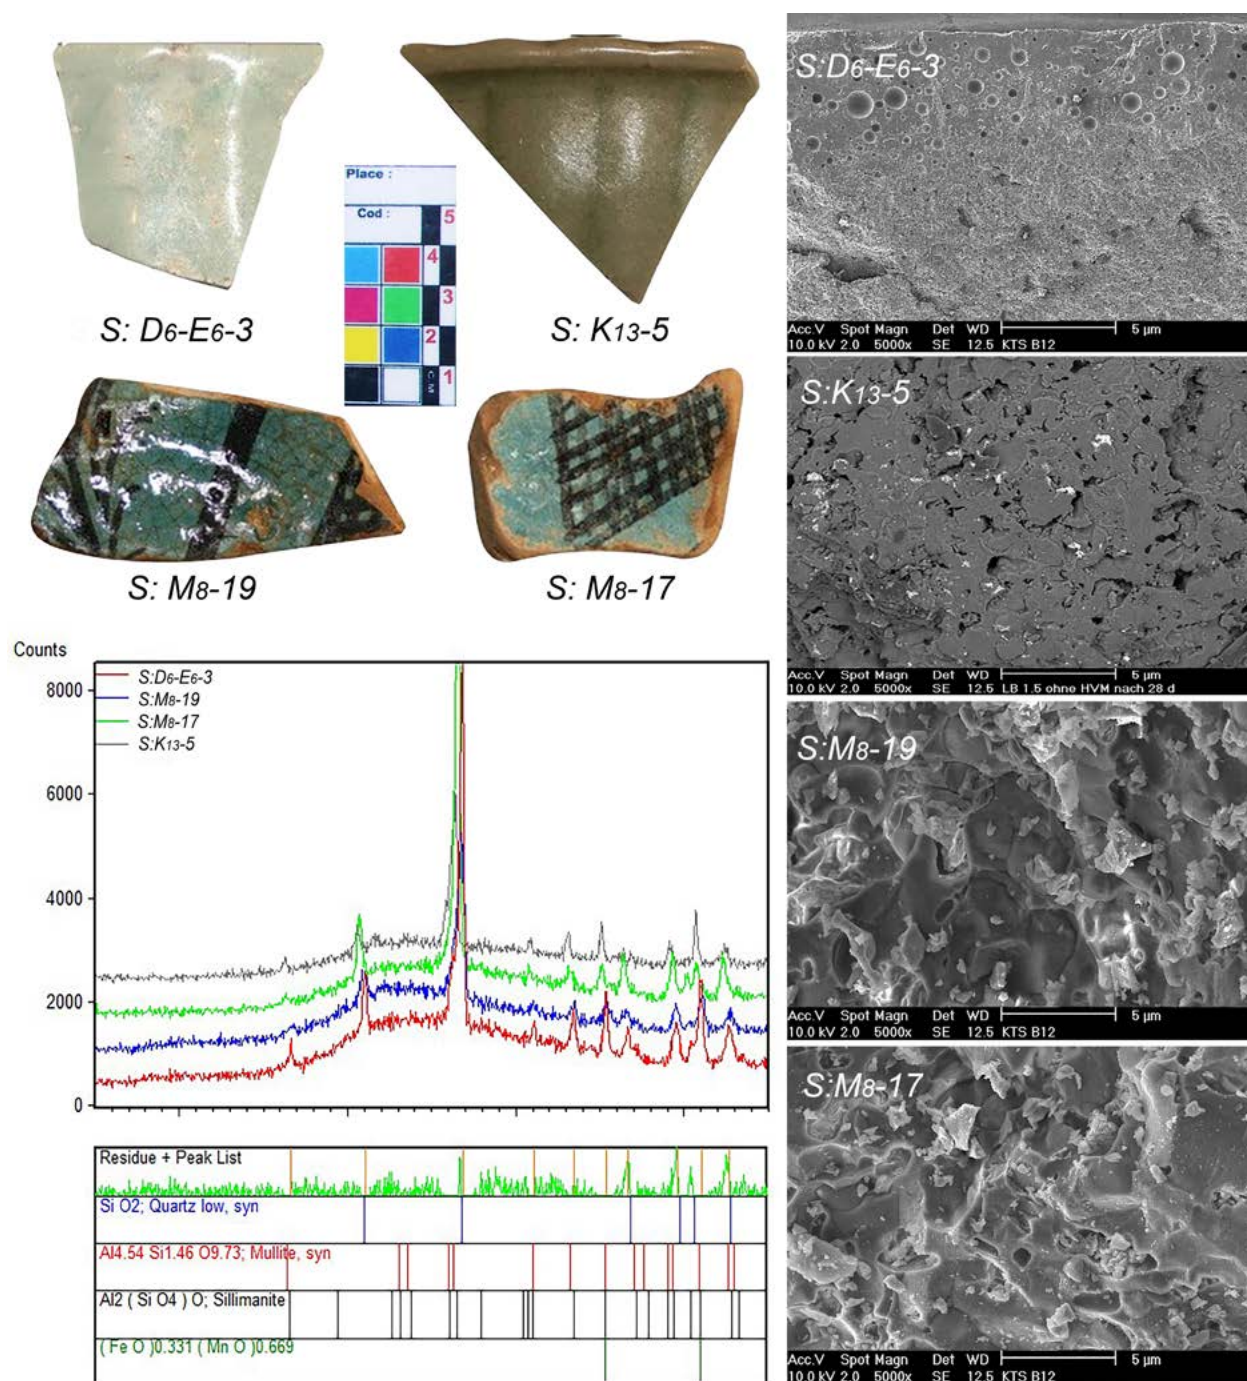 S: D6-E6-3
S: K13-5
Place :
Cod :
5
4
3
2
1
C M
S: M8-19
S: M8-17
Counts
S:D6-E6-3
S:M8-19
S:M8-17
S:K13-5
8000
6000
4000
2000
0
Residue + Peak List
Si O2; Quartz low, syn
Al4.54 Si1.46 O9.73; Mullite, syn
Al2 ( Si O4 ) O; Sillimanite
( Fe O )0.331 ( Mn O )0.669
S:D6-E6-3
Acc.V Spot Magn Det WD 5 µm
10.0 kV 2.0 5000x SE 12.5 KTS B12
S:K13-5
Acc.V Spot Magn Det WD 5 µm
10.0 kV 2.0 5000x SE 12.5 LB 1.5 ohne HVM nach 28 d
S:M8-19
Acc.V Spot Magn Det WD 5 µm
10.0 kV 2.0 5000x SE 12.5 KTS B12
S:M8-17
Acc.V Spot Magn Det WD 5 µm
10.0 kV 2.0 5000x SE 12.5 KTS B12